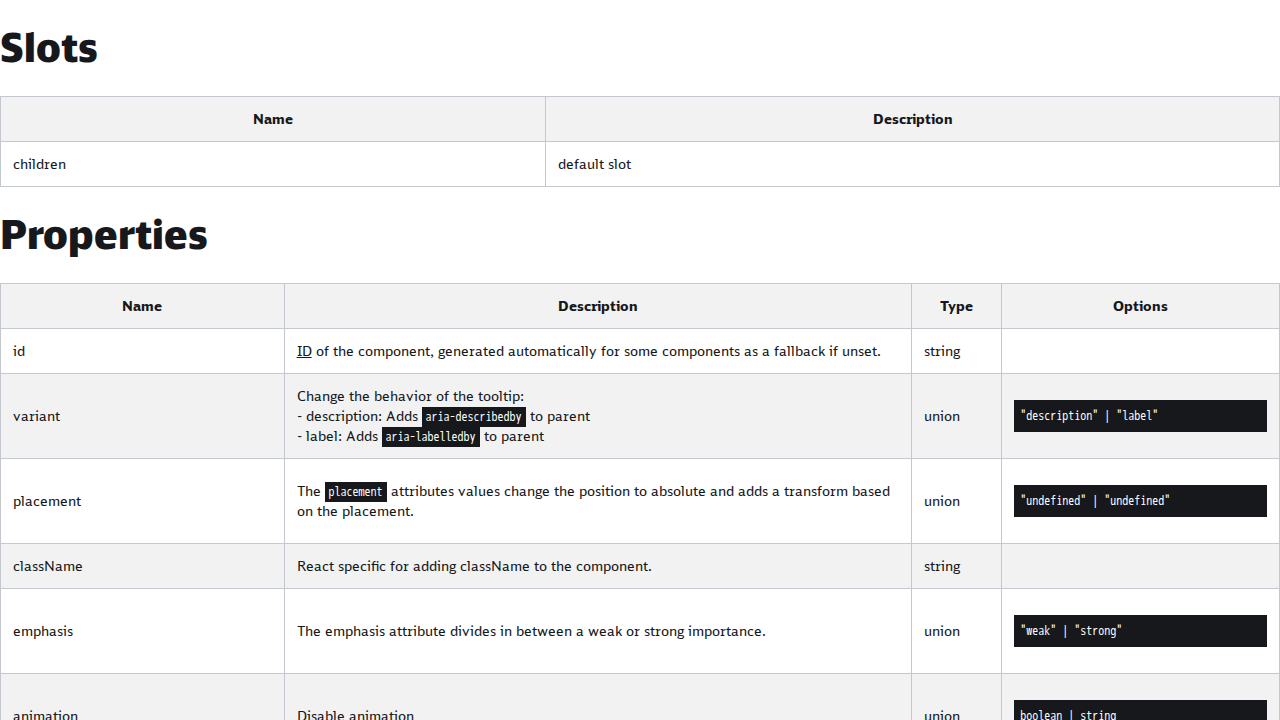 Slots
Name Description
children default slot
Properties
Name Description Type Options
id ID of the component, generated automatically for some components as a fallback if unset. string
Change the behavior of the tooltip:
variant - description: Adds aria-describedby to parent union "description" | "label"
- label: Adds aria-labelledby to parent
The placement attributes values change the position to absolute and adds a transform based
placement union "undefined" | "undefined"
on the placement.
className React specific for adding className to the component. string
emphasis The emphasis attribute divides in between a weak or strong importance. union "weak" | "strong"
animation Disable animation union boolean | string